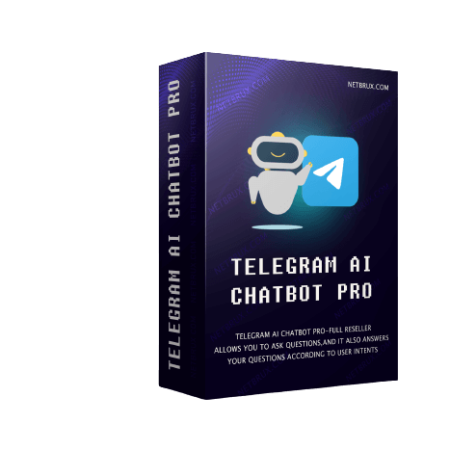 TELEGRAM AI CHATBOT PRO
NETBRUX.COM
TELEGRAM AI
CHATBOT PRO
TELEGRAM AI CHATBOT PRO-FULL RESELLER
ALLOWS YOU TO ASK QUESTIONS,AND IT ALSO ANSWERS
YOUR QUESTIONS ACCORDING TO USER INTENTS